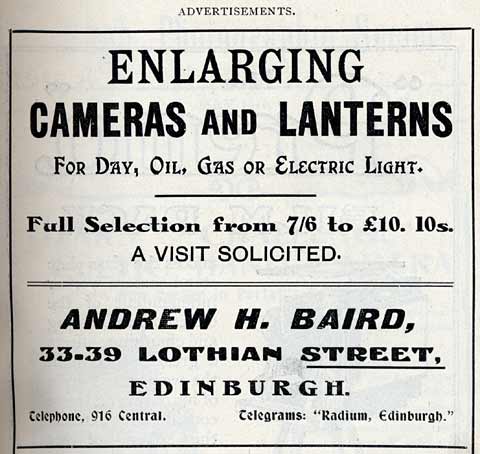 ADVERTISEMENTS.
ENLARGING
CAMERAS AND LANTERNS
FOR DAY, OIL, GAS OR ELECTRIC LIGHT.
Full Selection from 7/6 to £10. 10s.
A VISIT SOLICITED.
ANDREW H. BAIRD,
33-39 LOTHIAN STREET,
EDINBURGH.
Telephone, 916 Central. Telegrams: "Radium, Edinburgh."